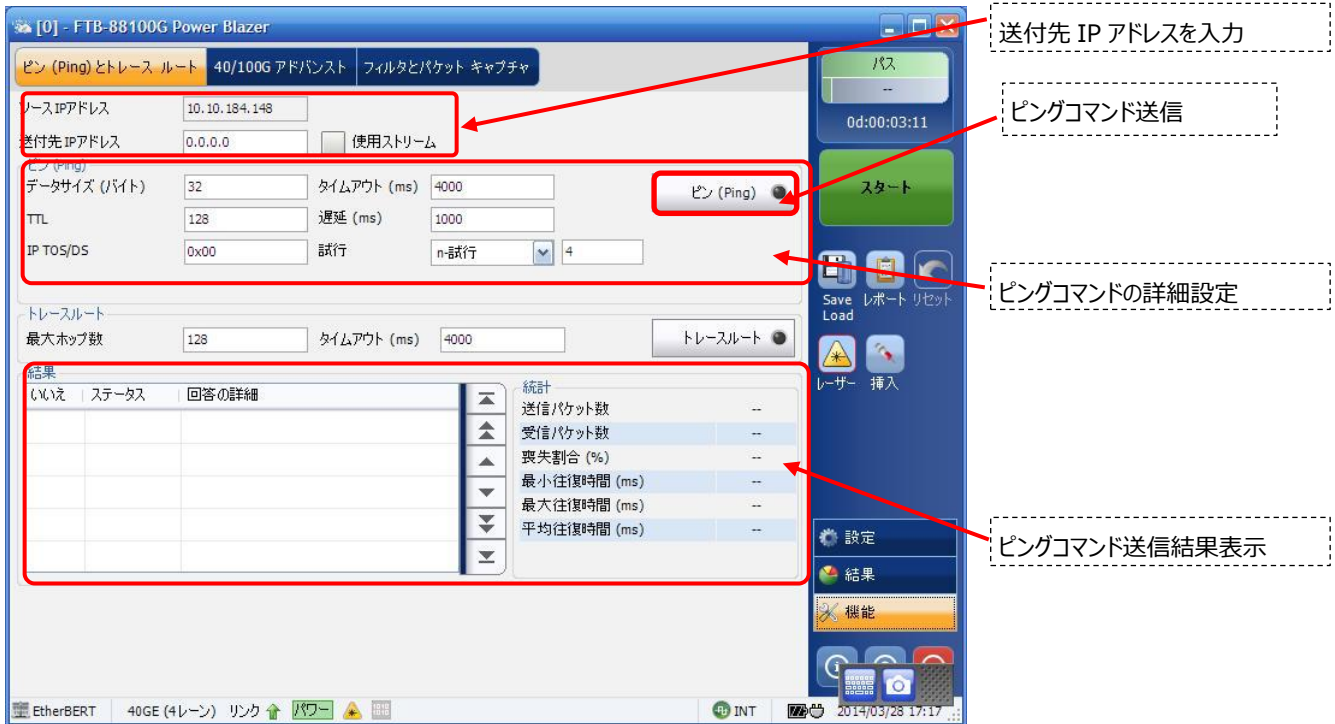 [0] - FTB-88100G Power Blazer
送付先 IP アドレスを入力
ピン (Ping)とトレース ルート 40/100G アドバンスト フィルタとパケット キャプチャ
パス
--
0d:00:03:11
ソースIPアドレス 10.10.184.148
送付先IPアドレス 0.0.0.0 使用ストリーム
ピングコマンド送信
ピン (Ping)
データサイズ (バイト) 32 タイムアウト (ms) 4000 ピン (Ping)
スタート
TTL 128 遅延 (ms) 1000
IP TOS/DS 0x00 試行 n-試行 4
ピングコマンドの詳細設定
Save Load レポート リセット
トレースルート
最大ホップ数 128 タイムアウト (ms) 4000 トレースルート
レーザー 挿入
結果
いいえ ステータス 回答の詳細
統計
送信パケット数 --
受信パケット数 --
喪失割合 (%) --
最小往復時間 (ms) --
最大往復時間 (ms) --
平均往復時間 (ms) --
ピングコマンド送信結果表示
設定
結果
機能
EtherBERT 40GE (4レーン) リンク パワー INT 2014/03/28 17:17